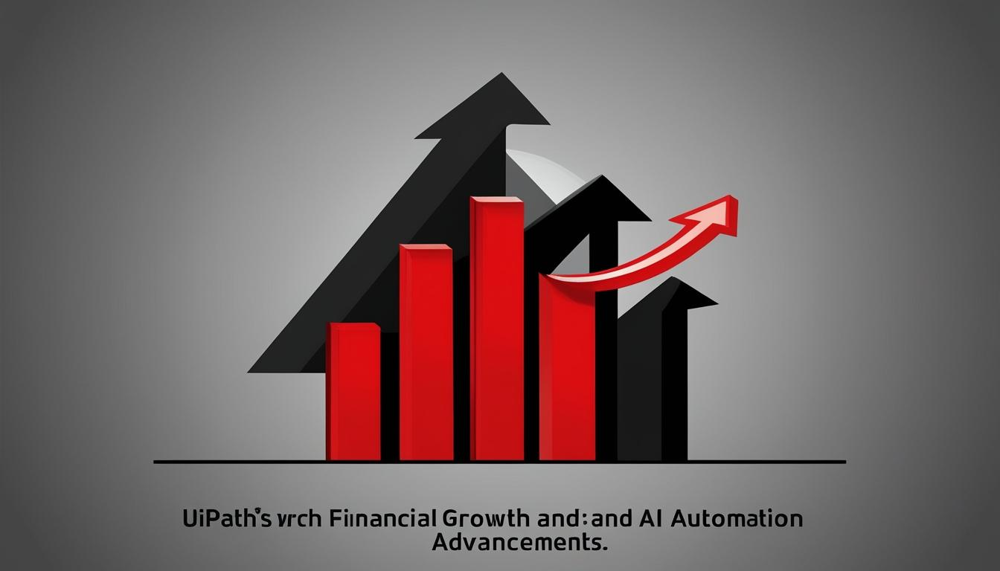 UiPath's vrch Fiinancial Growth and: and AI Automation
Advancements.